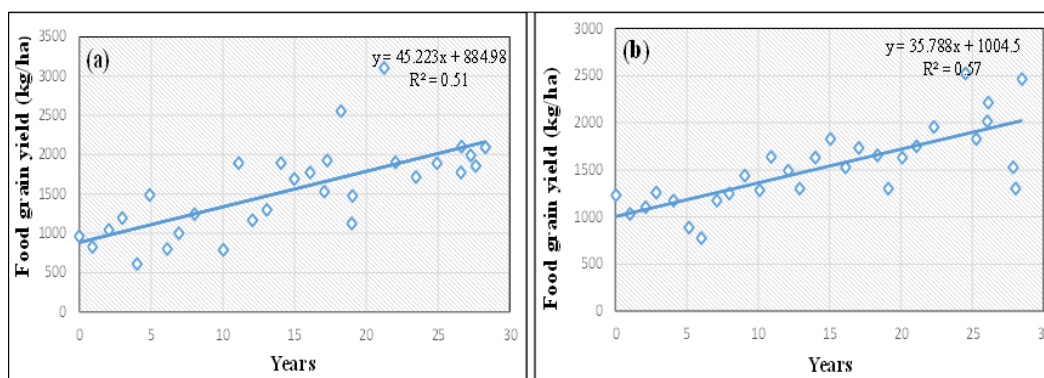 (a)
y= 45.223x + 884.98
R² = 0.51
Food grain yield (kg/ha)
3500
3000
2500
2000
1500
1000
500
0
0 5 10 15 20 25 30
Years
(b)
y= 35.788x + 1004.5
R² = 0.57
Food grain yield (kg/ha)
3000
2500
2000
1500
1000
500
0
0 5 10 15 20 25 30
Years